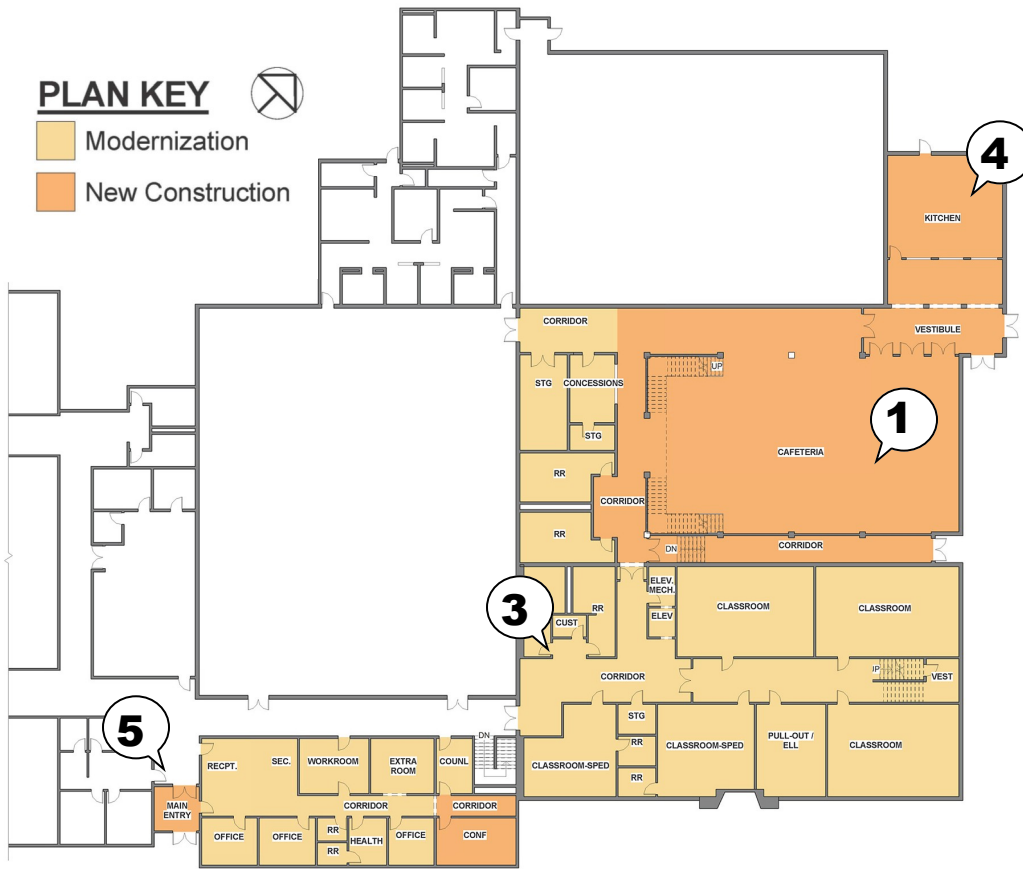 PLAN KEY
Modernization
New Construction
4
KITCHEN
CORRIDOR
VESTIBULE
UP
STG
CONCESSIONS
1
STG
CAFETERIA
RR
CORRIDOR
RR
DN
CORRIDOR
ELEV.
MECH.
CLASSROOM
CLASSROOM
3
RR
CUST
ELEV
CORRIDOR
UP
VEST
5
STG
DN
RECPT.
SEC.
WORKROOM
EXTRA
ROOM
COUNL
CLASSROOM-SPED
RR
RR
CLASSROOM-SPED
PULL-OUT /
ELL
CLASSROOM
MAIN
ENTRY
CORRIDOR
CORRIDOR
OFFICE
OFFICE
RR
RR
HEALTH
OFFICE
CONF